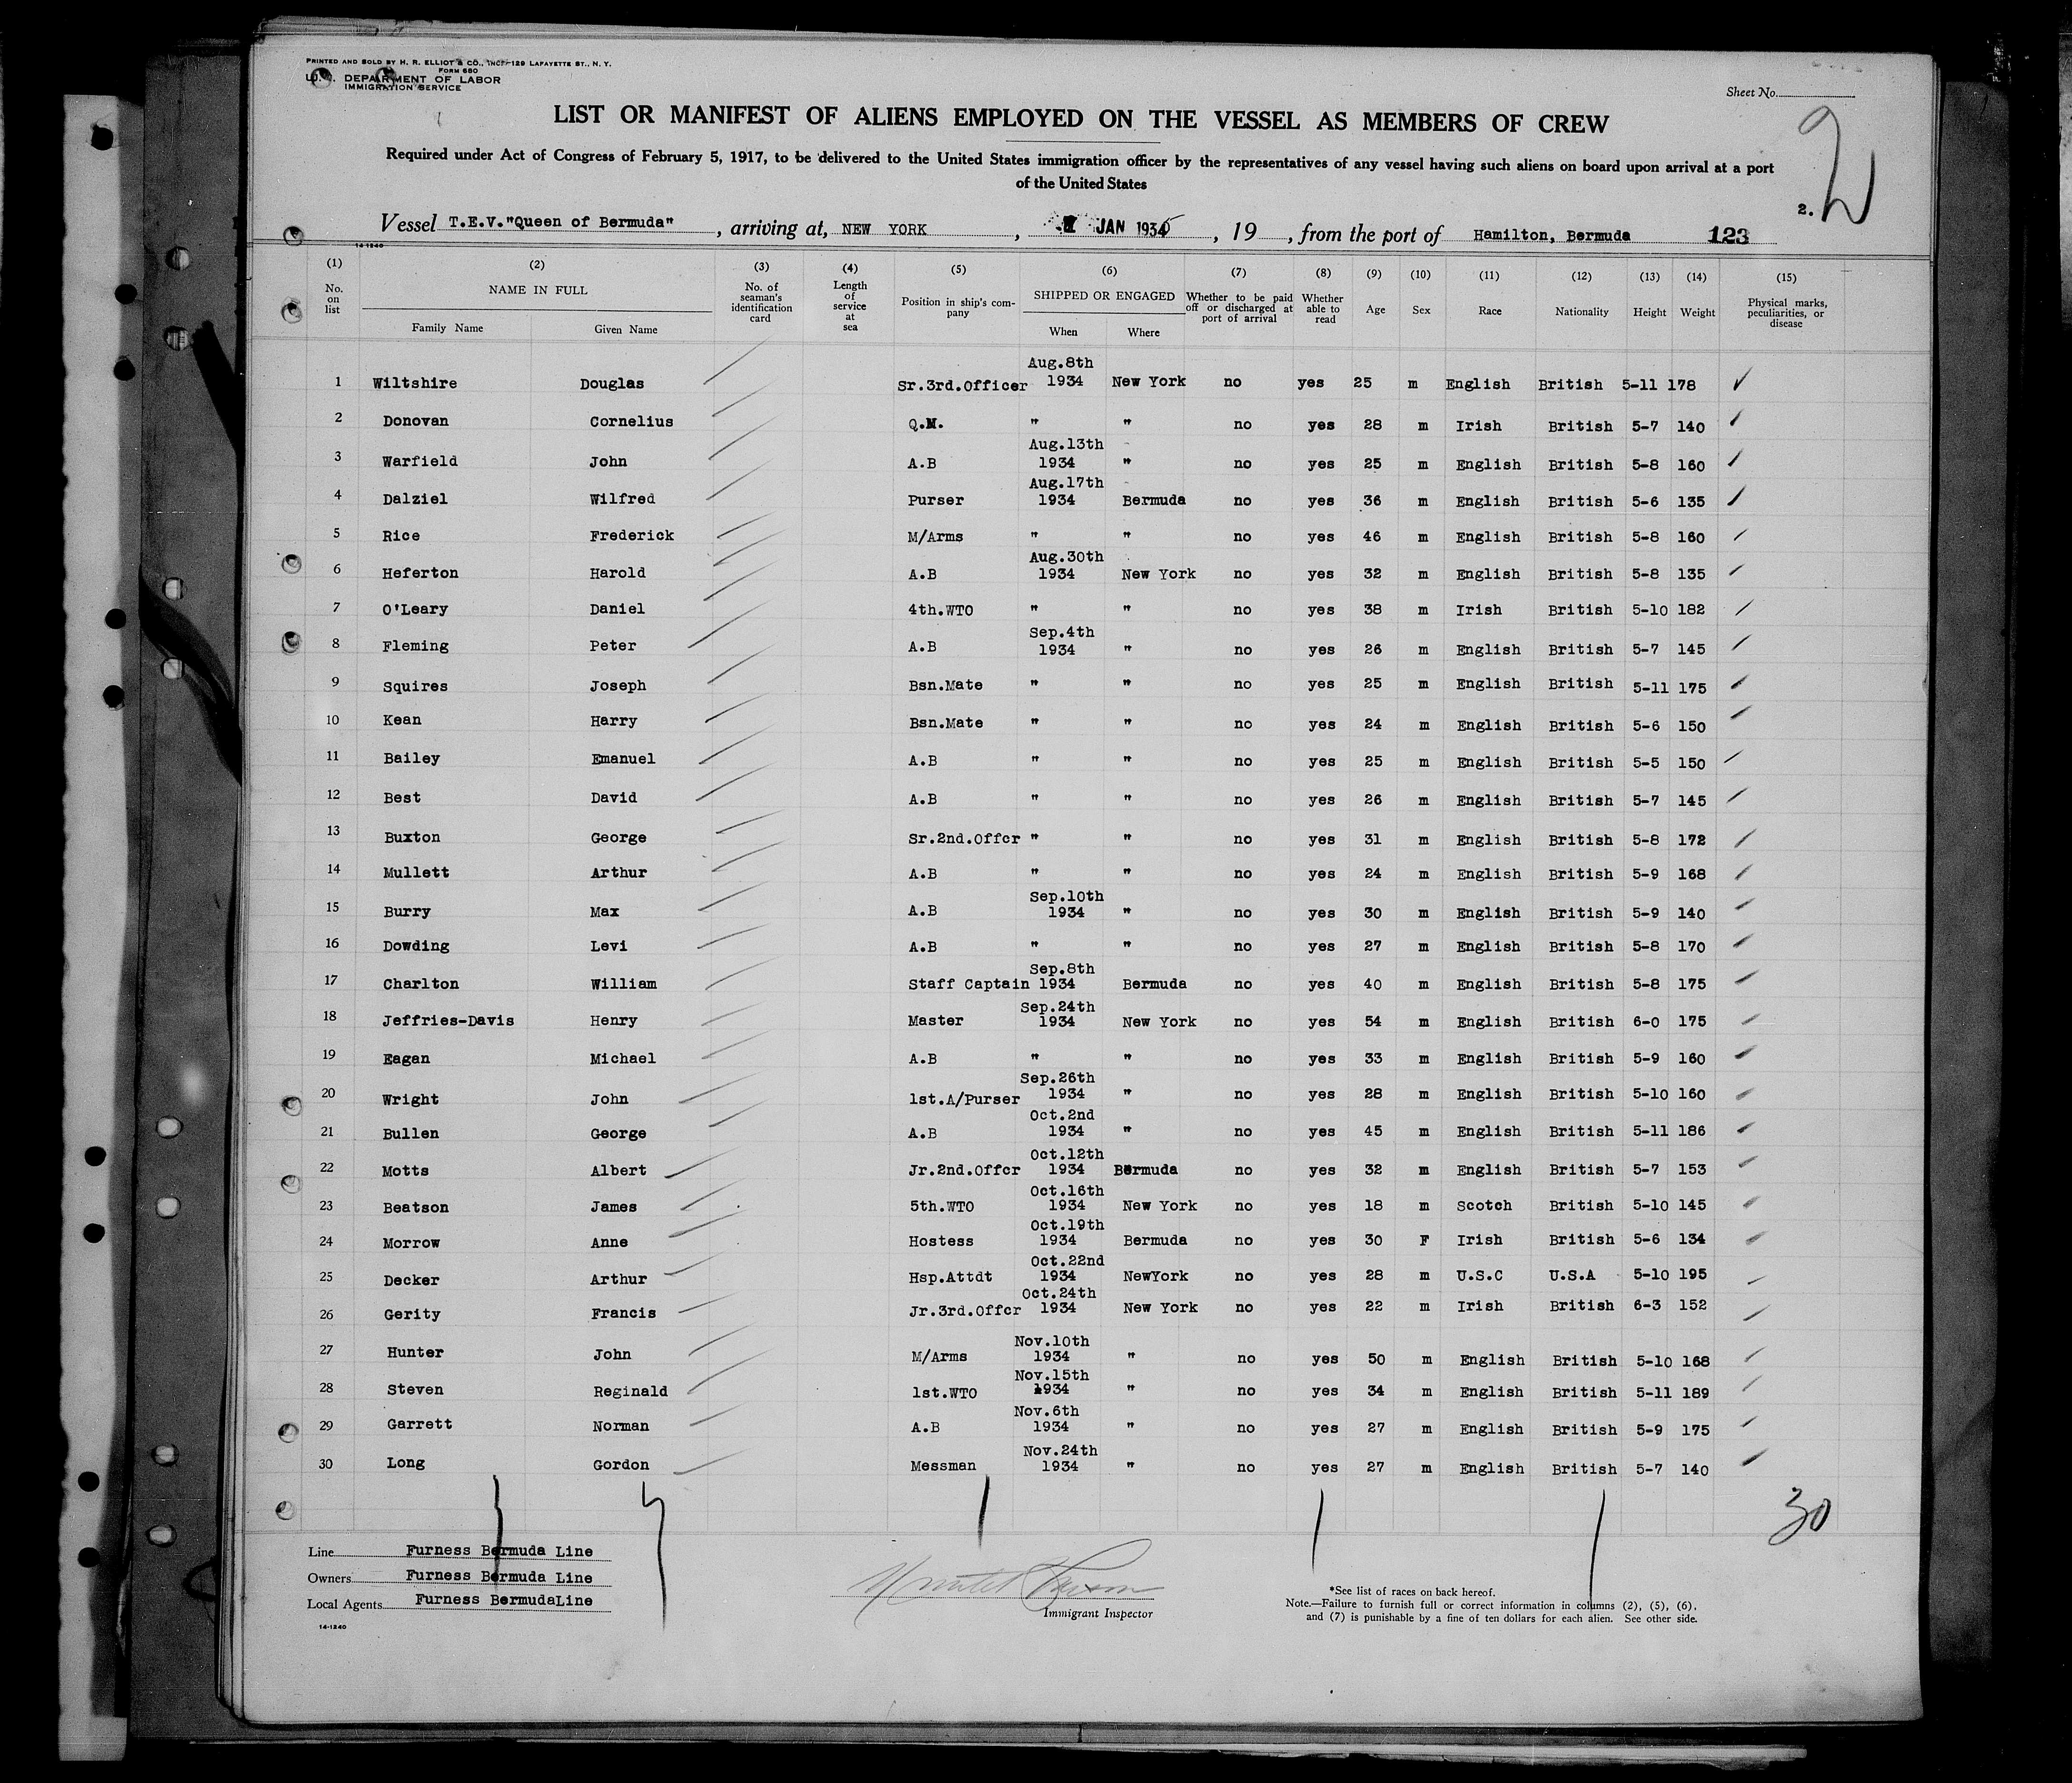 PRINTED AND SOLD BY H. R. ELLIOT & CO., INC. 129 LAFAYETTE ST., N. Y.
FORM 680
U. S. DEPARTMENT OF LABOR
IMMIGRATION SERVICE
Sheet No.
LIST OR MANIFEST OF ALIENS EMPLOYED ON THE VESSEL AS MEMBERS OF CREW
Required under Act of Congress of February 5, 1917, to be delivered to the United States immigration officer by the representatives of any vessel having such aliens on board upon arrival at a port
of the United States
2.
Vessel T.E.V."Queen of Bermuda", arriving at, NEW YORK, JAN 1935, 19, from the port of Hamilton, Bermuda 123
14-1240
(1) (2) (3) (4) (5) (6) (7) (8) (9) (10) (11) (12) (13) (14) (15)
No. on list NAME IN FULL Family Name Given Name No. of seaman's identification card Length of service at sea Position in ship's company SHIPPED OR ENGAGED When Where Whether to be paid off or discharged at port of arrival Whether able to read Age Sex Race Nationality Height Weight Physical marks, peculiarities, or disease
1 Wiltshire Douglas Sr.3rd.Officer Aug.8th 1934 New York no yes 25 m English British 5-11 178
2 Donovan Cornelius Q.M. " " no yes 28 m Irish British 5-7 140
3 Warfield John A.B Aug.13th 1934 " no yes 25 m English British 5-8 160
4 Dalziel Wilfred Purser Aug.17th 1934 Bermuda no yes 36 m English British 5-6 135
5 Rice Frederick M/Arms " " no yes 46 m English British 5-8 160
6 Heferton Harold A.B Aug.30th 1934 New York no yes 32 m English British 5-8 135
7 O'Leary Daniel 4th.WTO " " no yes 38 m Irish British 5-10 182
8 Fleming Peter A.B Sep.4th 1934 " no yes 26 m English British 5-7 145
9 Squires Joseph Bsn.Mate " " no yes 25 m English British 5-11 175
10 Kean Harry Bsn.Mate " " no yes 24 m English British 5-6 150
11 Bailey Emanuel A.B " " no yes 25 m English British 5-5 150
12 Best David A.B " " no yes 26 m English British 5-7 145
13 Buxton George Sr.2nd.Offcr " " no yes 31 m English British 5-8 172
14 Mullett Arthur A.B " " no yes 24 m English British 5-9 168
15 Burry Max A.B Sep.10th 1934 " no yes 30 m English British 5-9 140
16 Dowding Levi A.B " " no yes 27 m English British 5-8 170
17 Charlton William Staff Captain Sep.8th 1934 Bermuda no yes 40 m English British 5-8 175
18 Jeffries-Davis Henry Master Sep.24th 1934 New York no yes 54 m English British 6-0 175
19 Eagan Michael A.B " " no yes 33 m English British 5-9 160
20 Wright John 1st.A/Purser Sep.26th 1934 " no yes 28 m English British 5-10 160
21 Bullen George A.B Oct.2nd 1934 " no yes 45 m English British 5-11 186
22 Motts Albert Jr.2nd.Offcr Oct.12th 1934 Bermuda no yes 32 m English British 5-7 153
23 Beatson James 5th.WTO Oct.16th 1934 New York no yes 18 m Scotch British 5-10 145
24 Morrow Anne Hostess Oct.19th 1934 Bermuda no yes 30 F Irish British 5-6 134
25 Decker Arthur Hsp.Attdt Oct.22nd 1934 NewYork no yes 28 m U.S.C U.S.A 5-10 195
26 Gerity Francis Jr.3rd.Offcr Oct.24th 1934 New York no yes 22 m Irish British 6-3 152
27 Hunter John M/Arms Nov.10th 1934 " no yes 50 m English British 5-10 168
28 Steven Reginald 1st.WTO Nov.15th 1934 " no yes 34 m English British 5-11 189
29 Garrett Norman A.B Nov.6th 1934 " no yes 27 m English British 5-9 175
30 Long Gordon Messman Nov.24th 1934 " no yes 27 m English British 5-7 140
30
Line Furness Bermuda Line
Owners Furness Bermuda Line
Local Agents Furness BermudaLine
14-1240
Immigrant Inspector
*See list of races on back hereof.
Note.—Failure to furnish full or correct information in columns (2), (5), (6),
and (7) is punishable by a fine of ten dollars for each alien. See other side.